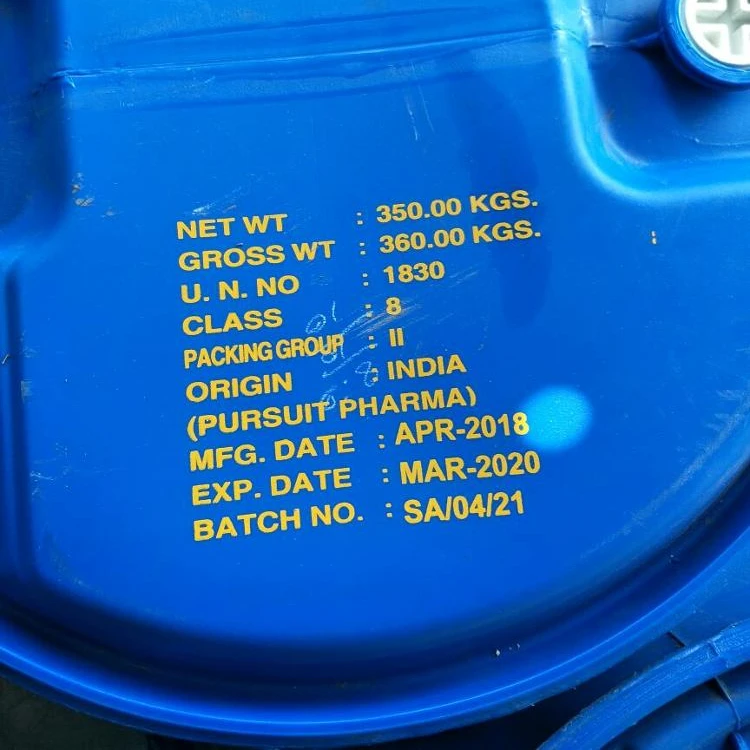 NET WT : 350.00 KGS.
GROSS WT : 360.00 KGS.
U. N. NO : 1830
CLASS : 8
PACKING GROUP : II
ORIGIN : INDIA
(PURSUIT PHARMA)
MFG. DATE : APR-2018
EXP. DATE : MAR-2020
BATCH NO. : SA/04/21